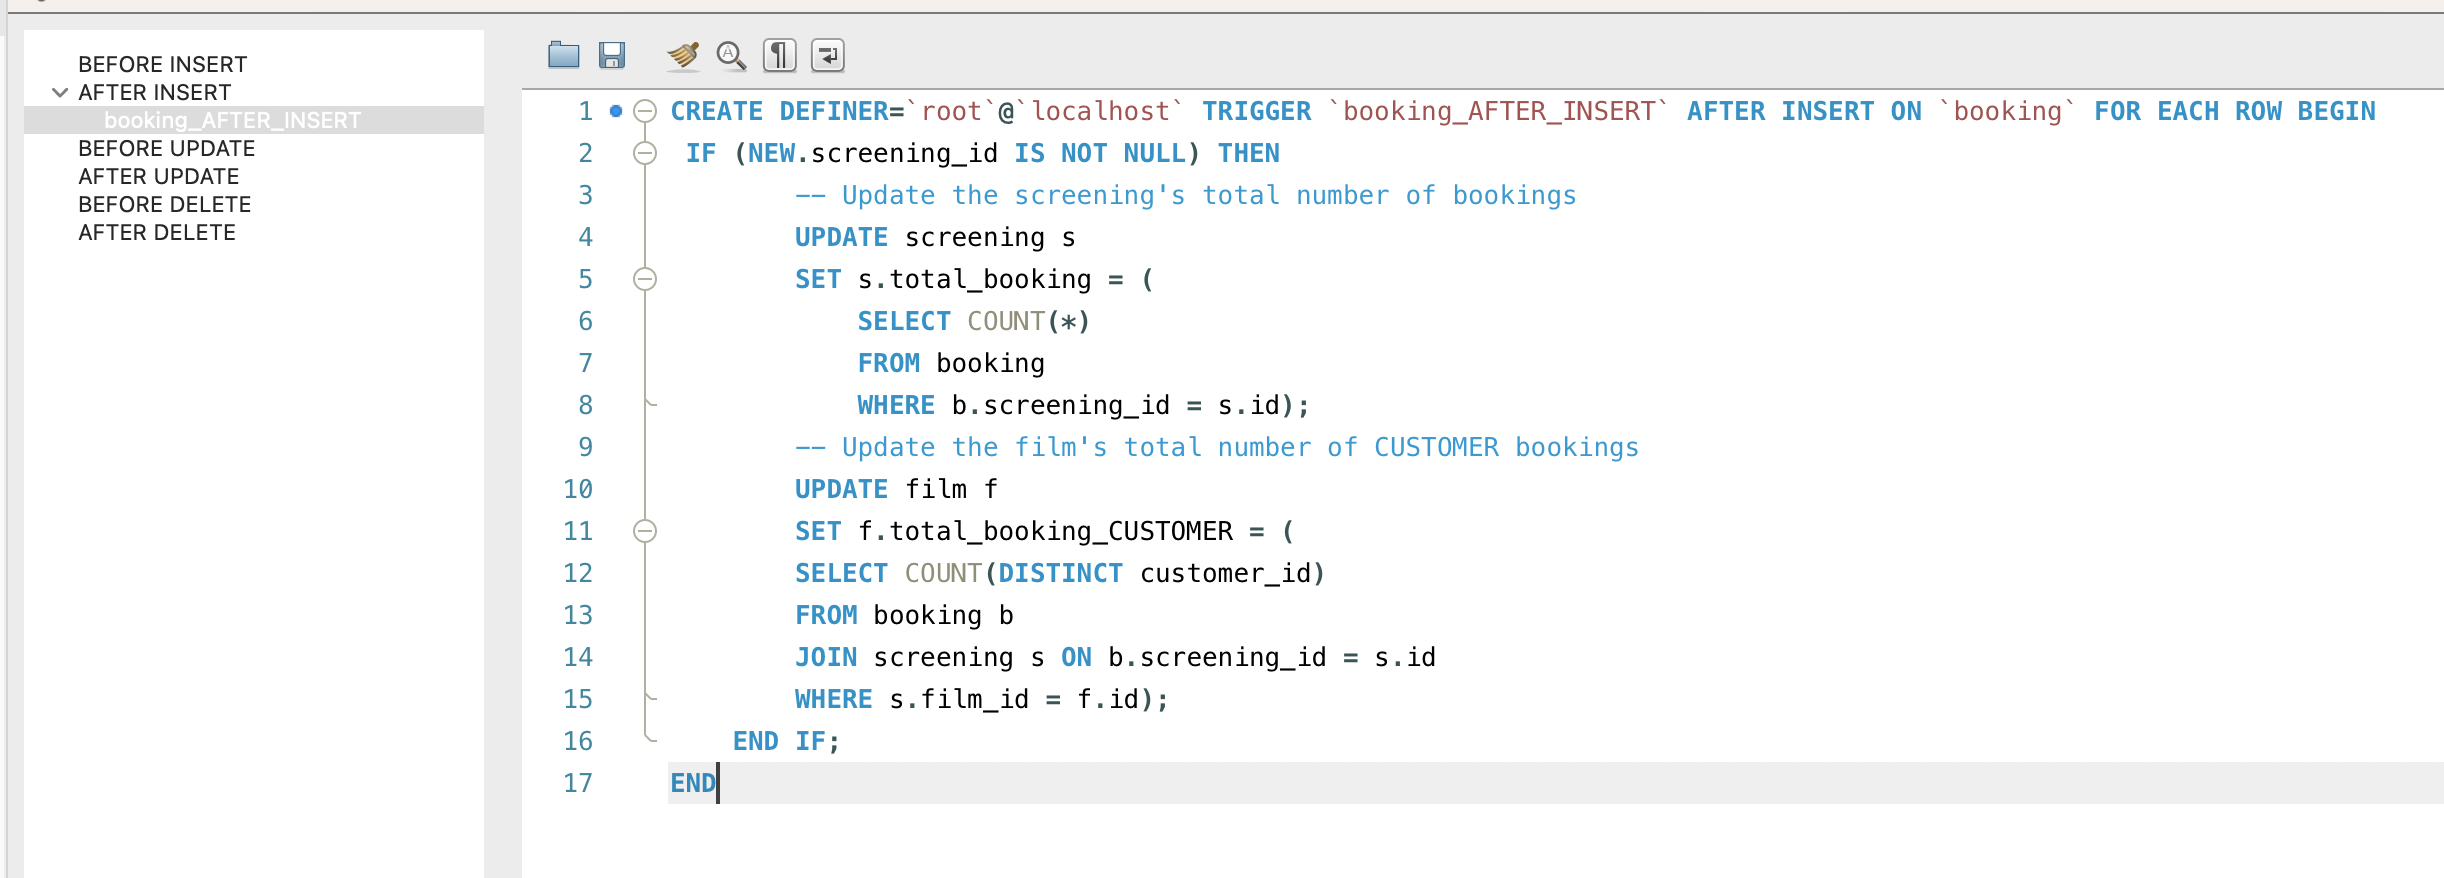 BEFORE INSERT
AFTER INSERT
booking_AFTER_INSERT
BEFORE UPDATE
AFTER UPDATE
BEFORE DELETE
AFTER DELETE
1 CREATE DEFINER=`root`@`localhost` TRIGGER `booking_AFTER_INSERT` AFTER INSERT ON `booking` FOR EACH ROW BEGIN
2 IF (NEW.screening_id IS NOT NULL) THEN
3 -- Update the screening's total number of bookings
4 UPDATE screening s
5 SET s.total_booking = (
6 SELECT COUNT(*)
7 FROM booking
8 WHERE b.screening_id = s.id);
9 -- Update the film's total number of CUSTOMER bookings
10 UPDATE film f
11 SET f.total_booking_CUSTOMER = (
12 SELECT COUNT(DISTINCT customer_id)
13 FROM booking b
14 JOIN screening s ON b.screening_id = s.id
15 WHERE s.film_id = f.id);
16 END IF;
17 END